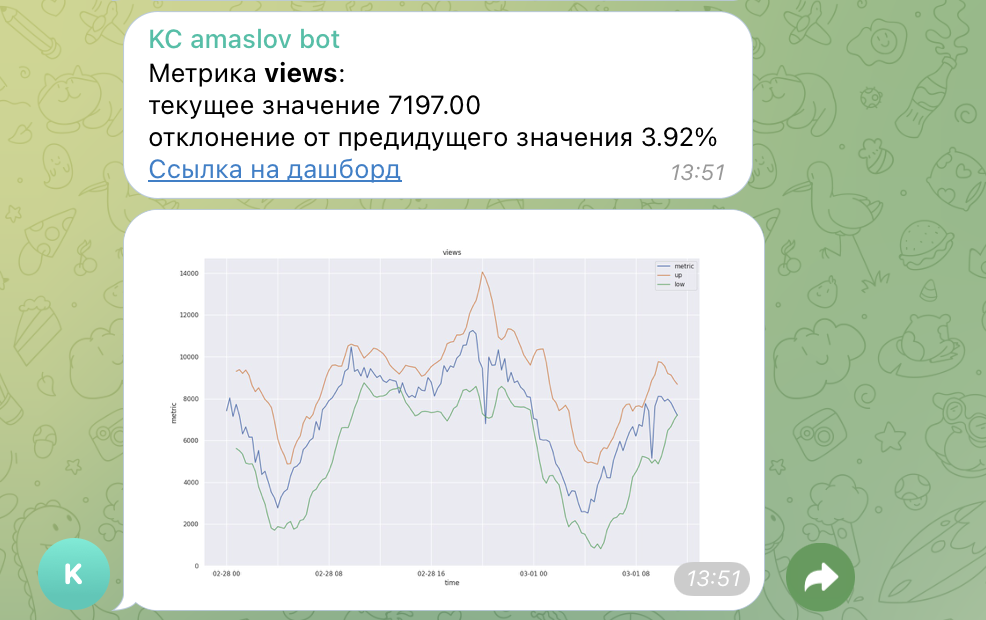 KC amaslov bot
Метрика views:
текущее значение 7197.00
отклонение от предидущего значения 3.92%
Ссылка на дашборд
13:51
views
metric
up
low
14000
12000
10000
8000
6000
4000
2000
0
metric
02-28 00
02-28 08
02-28 16
03-01 00
03-01 08
time
13:51
K